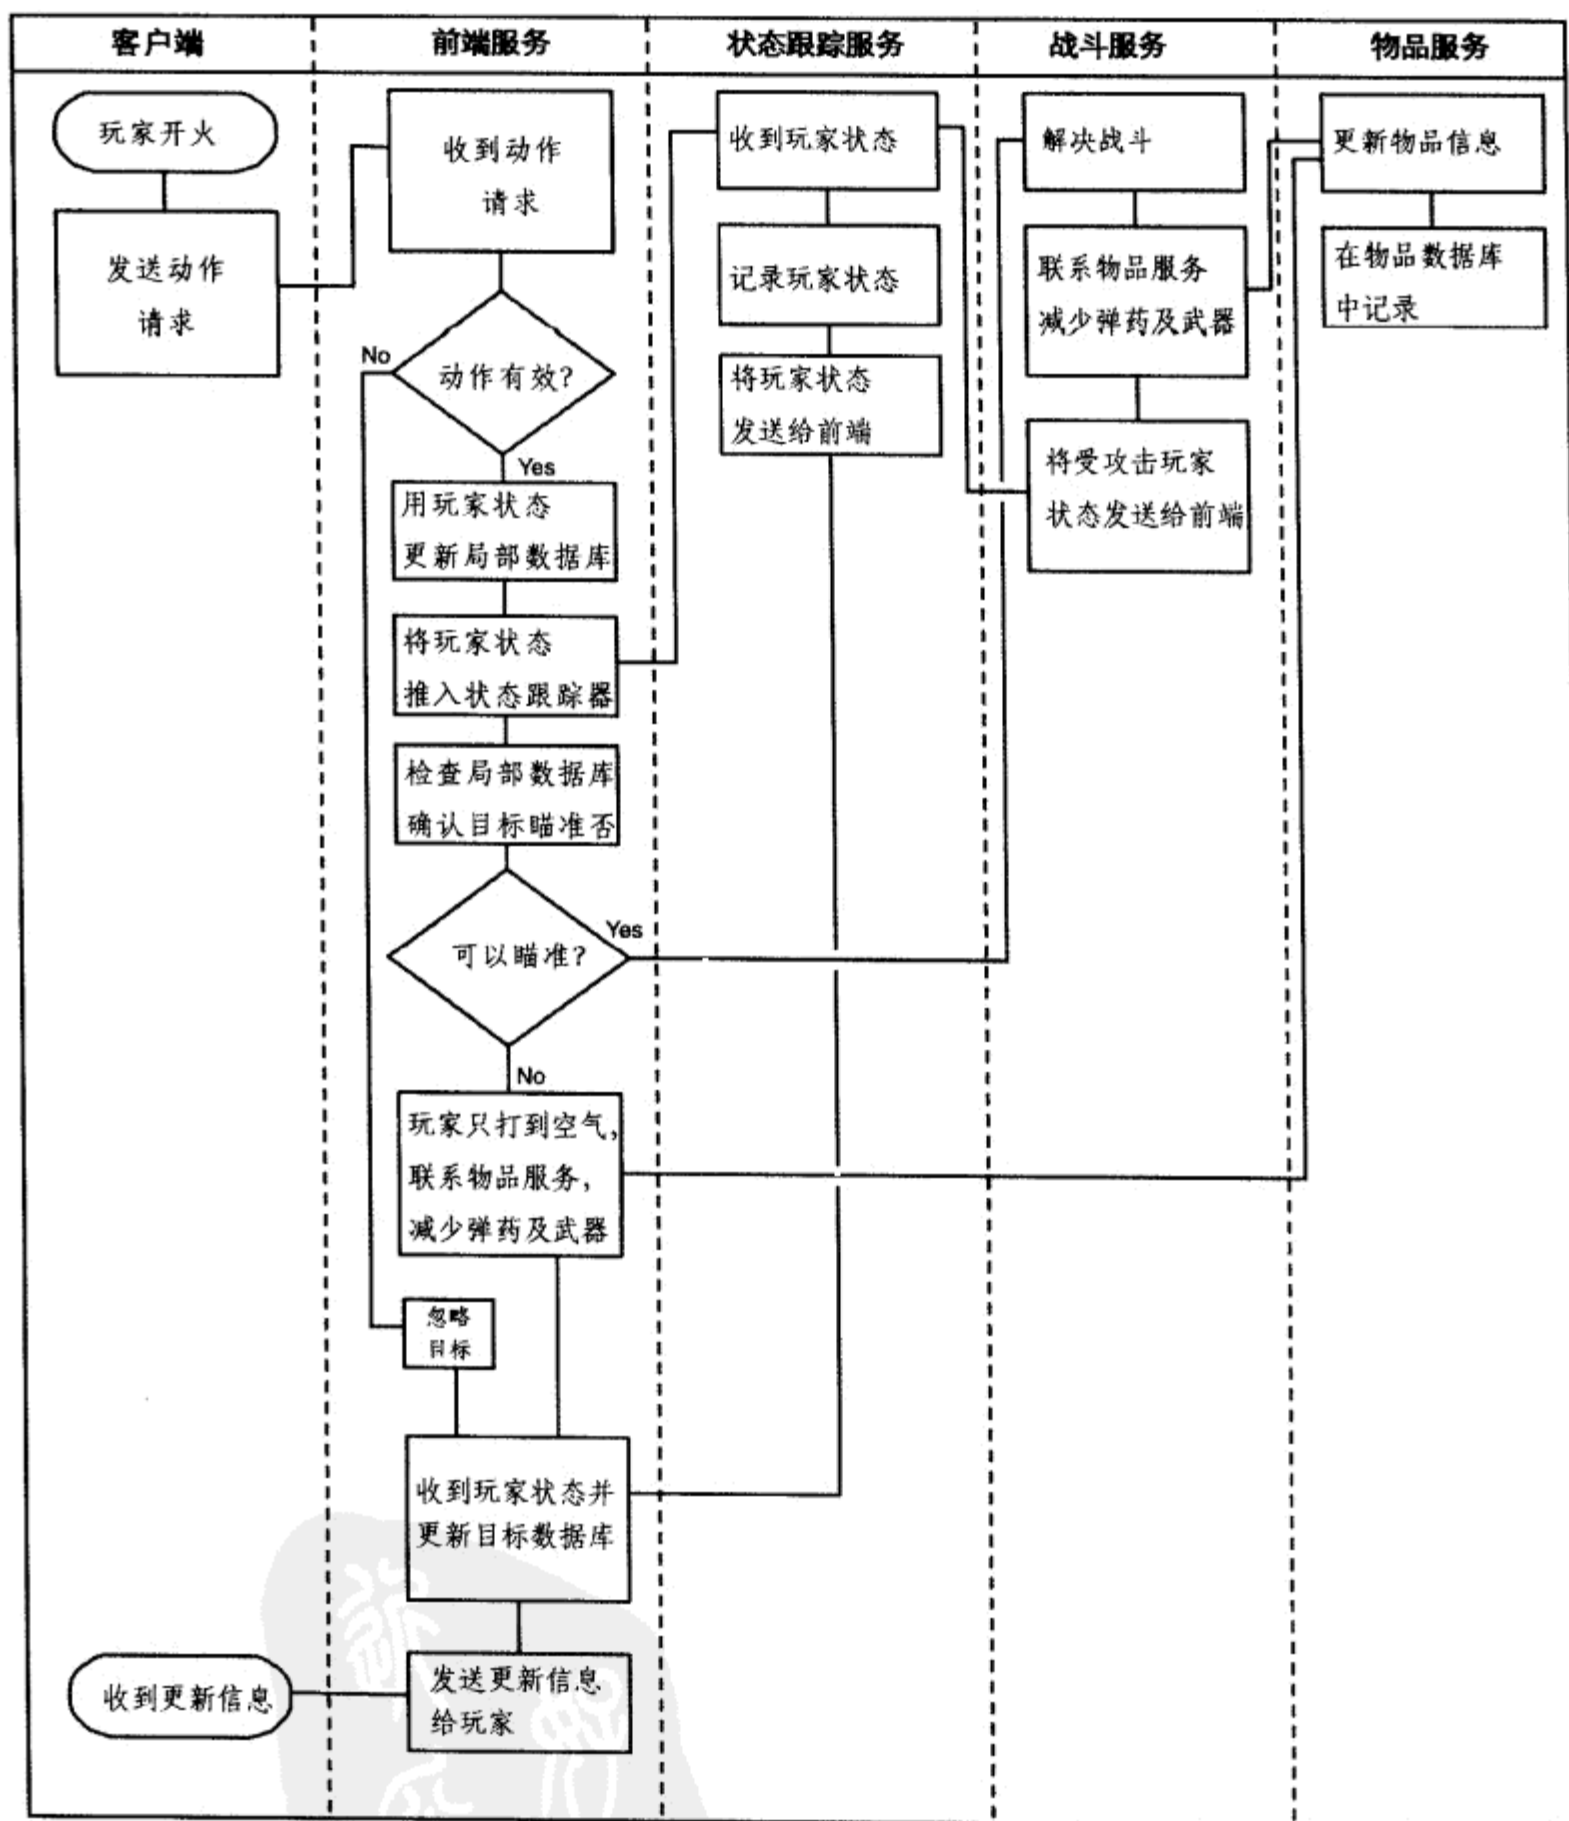 客户端
前端服务
状态跟踪服务
战斗服务
物品服务
玩家开火
发送动作
请求
收到动作
请求
No
动作有效?
Yes
用玩家状态
更新局部数据库
将玩家状态
推入状态跟踪器
检查局部数据库
确认目标瞄准否
可以瞄准?
Yes
No
玩家只打到空气,
联系物品服务,
减少弹药及武器
忽略
目标
收到玩家状态并
更新目标数据库
发送更新信息
给玩家
收到更新信息
收到玩家状态
记录玩家状态
将玩家状态
发送给前端
解决战斗
联系物品服务
减少弹药及武器
将受攻击玩家
状态发送给前端
更新物品信息
在物品数据库
中记录